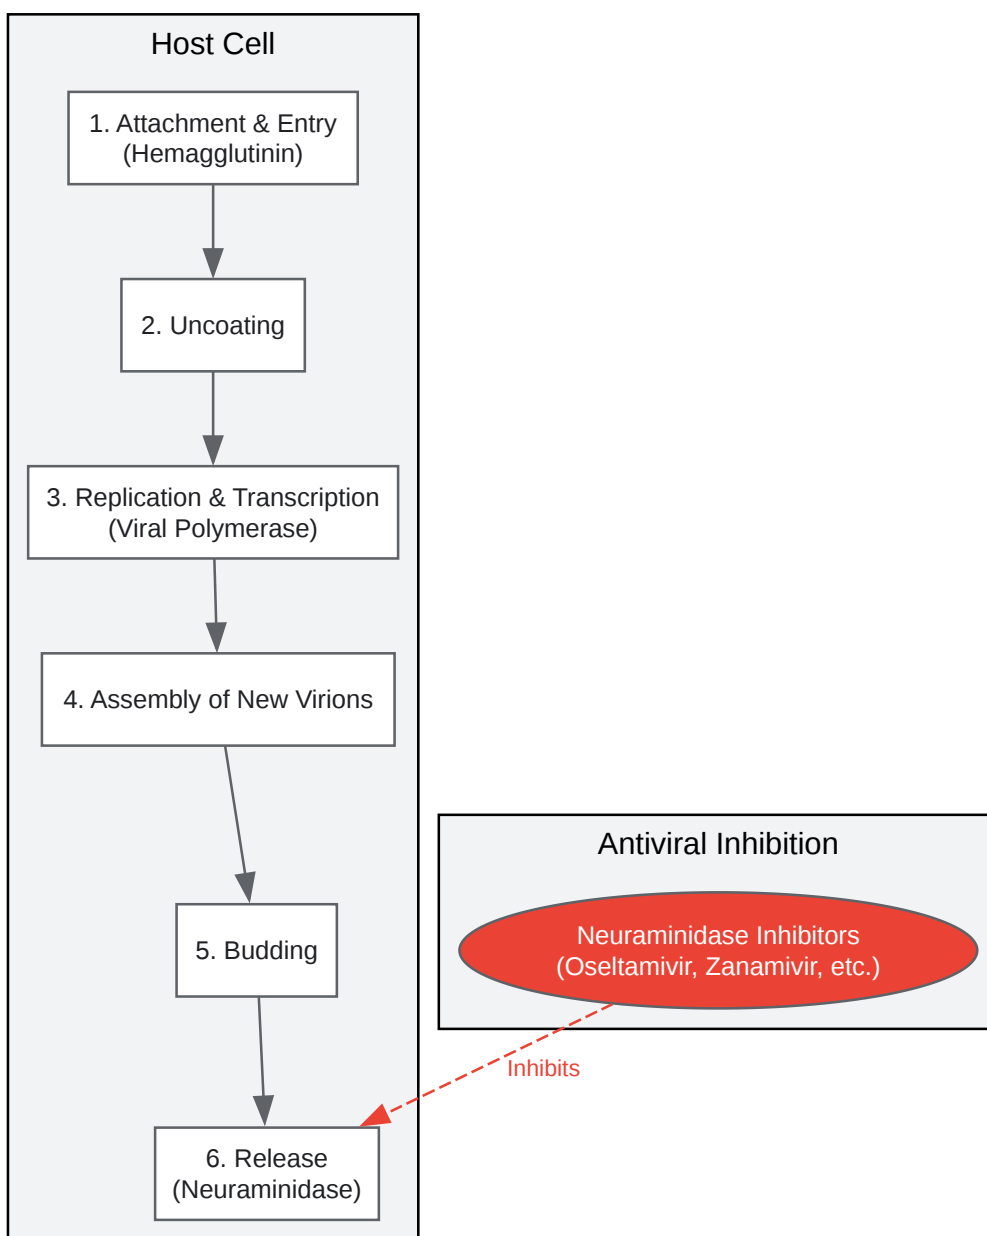 Host Cell
1. Attachment & Entry
(Hemagglutinin)
2. Uncoating
3. Replication & Transcription
(Viral Polymerase)
4. Assembly of New Virions
5. Budding
6. Release
(Neuraminidase)
Antiviral Inhibition
Neuraminidase Inhibitors
(Oseltamivir, Zanamivir, etc.)
Inhibits